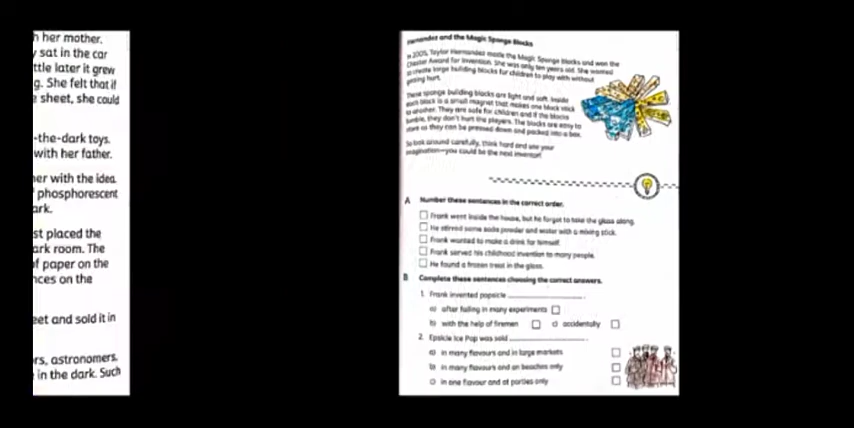 h her mother.
y sat in the car
ttle later it grew
g. She felt that if
e sheet, she could
-the-dark toys.
with her father.
her with the idea
phosphorescent
ark.
st placed the
ark room. The
of paper on the
nces on the
eet and sold it in
rs, astronomers.
in the dark. Such
Hernandez and the Magic Sponge Blocks
In 2005, Taylor Hernandez made the Magic Sponge Blocks and won the
Chester Award for Invention. She was only ten years old. She wanted
to create large building blocks for children to play with without
getting hurt.
These sponge building blocks are light and soft. Inside
each block is a small magnet that makes one block stick
to another. They are safe for children and if the blocks
tumble, they don't hurt the players. The blocks are easy to
store as they can be pressed down and packed into a box.
So look around carefully, think hard and use your
imagination—you could be the next inventor!
A Number these sentences in the correct order.
Frank went inside the house, but he forgot to take the glass along.
He stirred some soda powder and water with a mixing stick.
Frank wanted to make a drink for himself.
Frank served his childhood invention to many people.
He found a frozen treat in the glass.
B Complete these sentences choosing the correct answers.
1. Frank invented popsicle
a) after failing in many experiments
b) with the help of firemen c) accidentally
2. Epsicle Ice Pop was sold
a) in many flavours and in large markets
b) in many flavours and on beaches only
c) in one flavour and at parties only